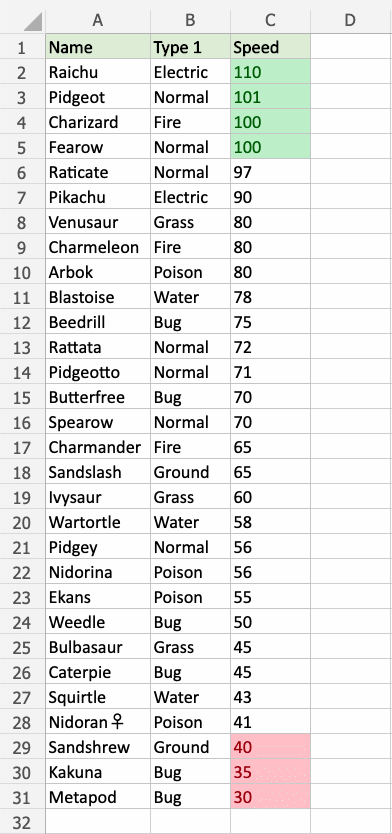 A B C D
1 Name Type 1 Speed
2 Raichu Electric 110
3 Pidgeot Normal 101
4 Charizard Fire 100
5 Fearow Normal 100
6 Raticate Normal 97
7 Pikachu Electric 90
8 Venusaur Grass 80
9 Charmeleon Fire 80
10 Arbok Poison 80
11 Blastoise Water 78
12 Beedrill Bug 75
13 Rattata Normal 72
14 Pidgeotto Normal 71
15 Butterfree Bug 70
16 Spearow Normal 70
17 Charmander Fire 65
18 Sandslash Ground 65
19 Ivysaur Grass 60
20 Wartortle Water 58
21 Pidgey Normal 56
22 Nidorina Poison 56
23 Ekans Poison 55
24 Weedle Bug 50
25 Bulbasaur Grass 45
26 Caterpie Bug 45
27 Squirtle Water 43
28 Nidoran♀ Poison 41
29 Sandshrew Ground 40
30 Kakuna Bug 35
31 Metapod Bug 30
32